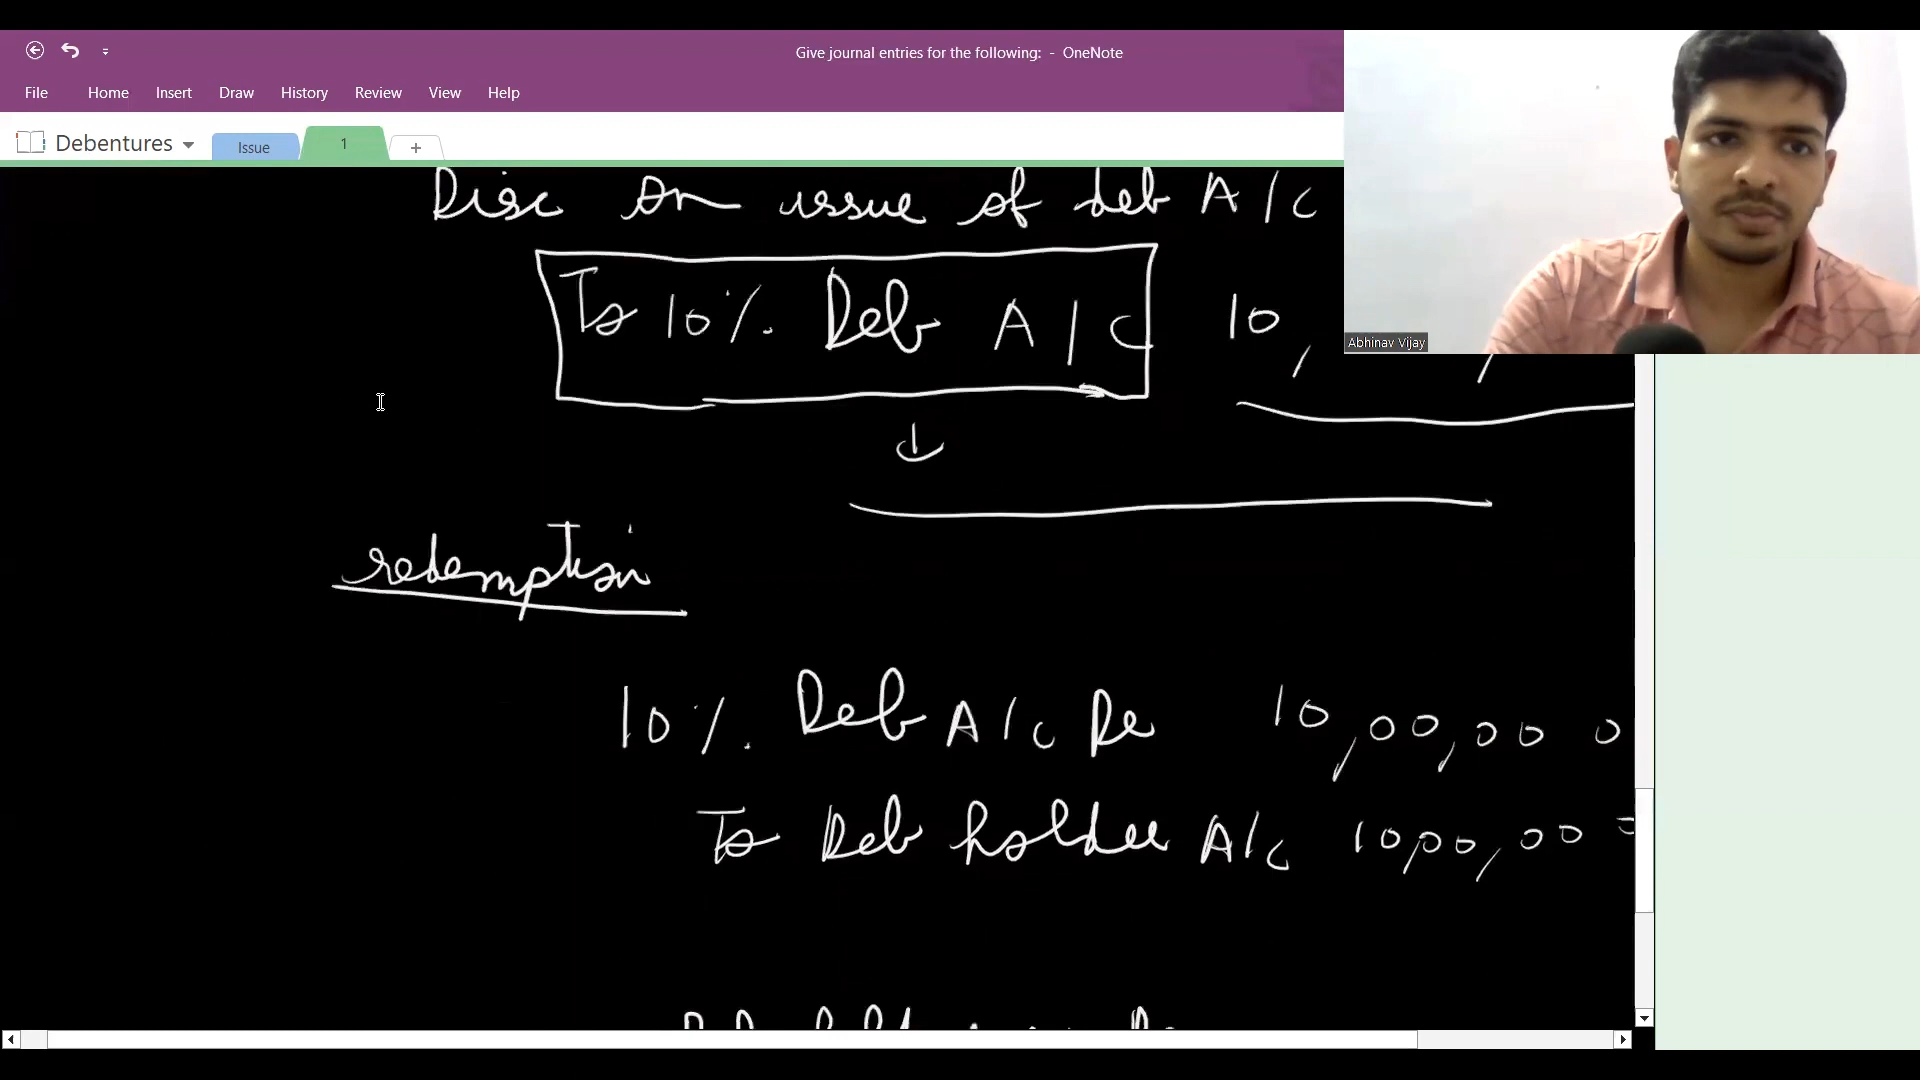 Give journal entries for the following: - OneNote
File Home Insert Draw History Review View Help
Debentures Issue 1 +
Disc on issue of deb A/C
To 10%. Deb A/C 10,
Abhinav Vijay
redemption
10%. Deb A/c Dr 10,00,000
To Deb holder A/c 10,00,00